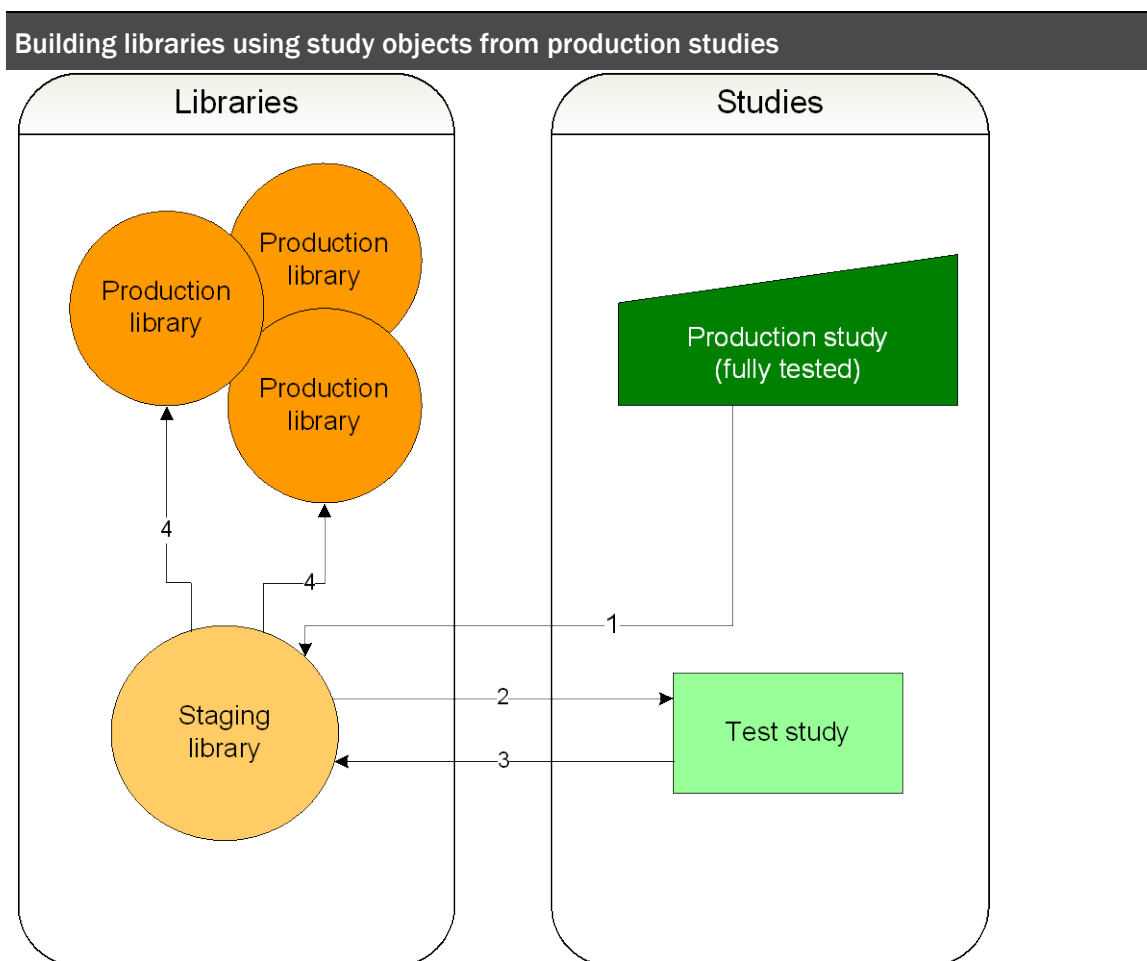 Building libraries using study objects from production studies
Libraries
Studies
Production
library
Production
library
Production
library
Production study
(fully tested)
4
4
1
2
3
Staging
library
Test study